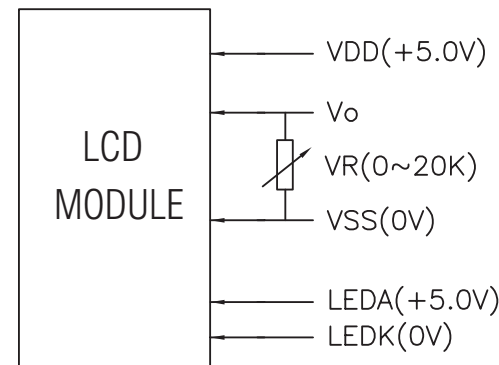 LCD
MODULE
VDD(+5.0V)
Vo
VR(0~20K)
VSS(0V)
LEDA(+5.0V)
LEDK(0V)